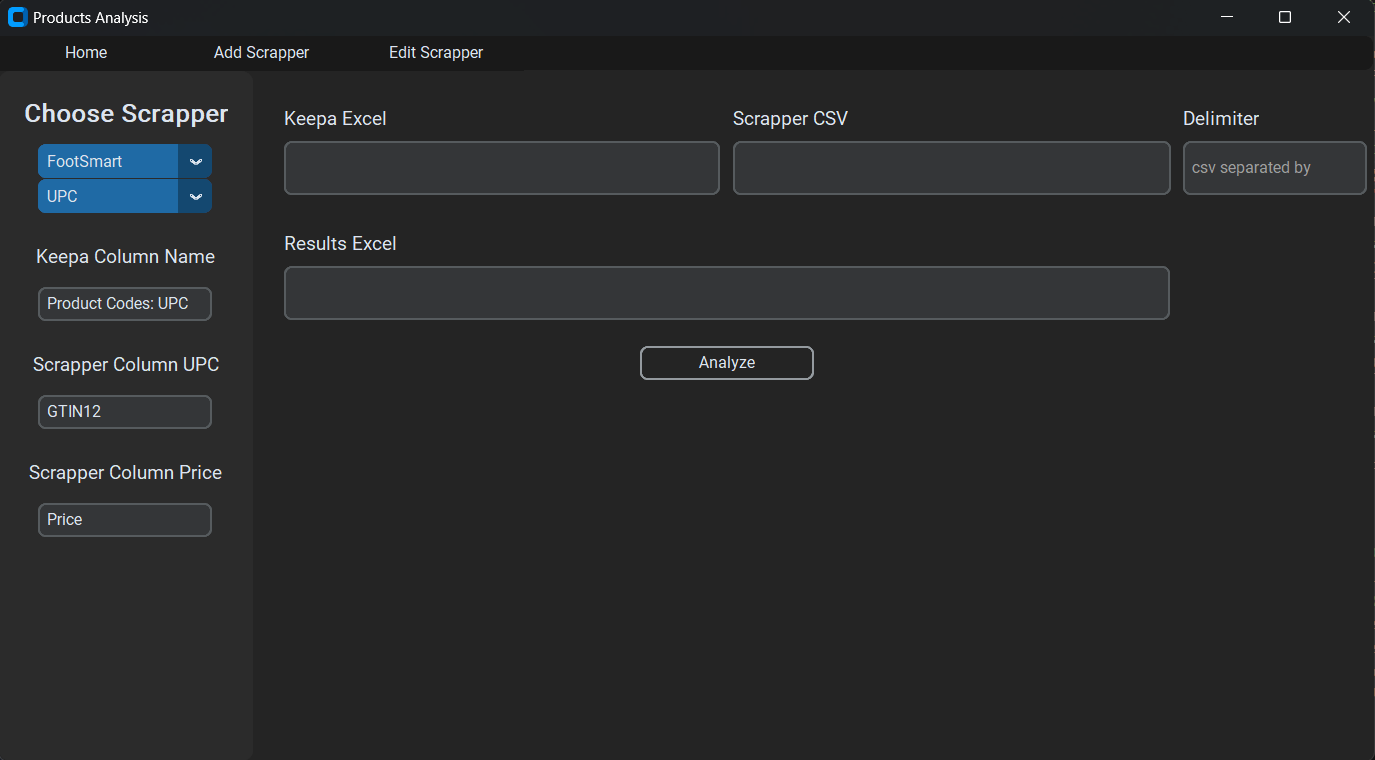 Products Analysis
Home Add Scrapper Edit Scrapper
Choose Scrapper
FootSmart
UPC
Keepa Column Name
Product Codes: UPC
Scrapper Column UPC
GTIN12
Scrapper Column Price
Price
Keepa Excel Scrapper CSV Delimiter
csv separated by
Results Excel
Analyze